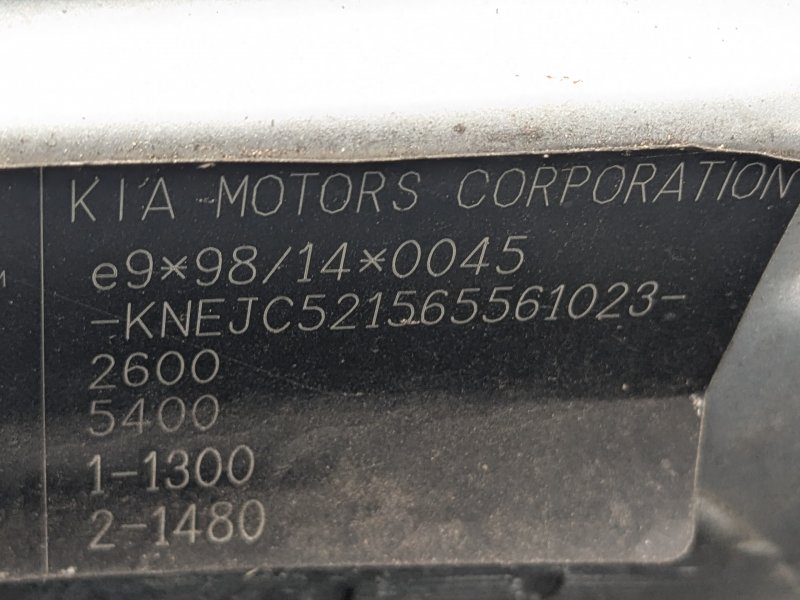 KIA MOTORS CORPORATION
e9*98/14*0045
-KNEJC521565561023-
2600
5400
1-1300
2-1480